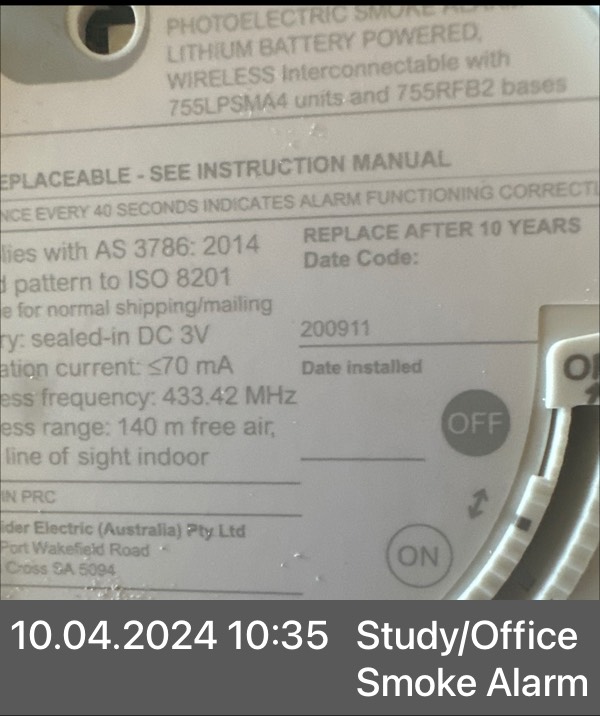 PHOTOELECTRIC SMOKE ALARM
LITHIUM BATTERY POWERED,
WIRELESS Interconnectable with
755LPSMA4 units and 755RFB2 bases
EPLACEABLE - SEE INSTRUCTION MANUAL
NCE EVERY 40 SECONDS INDICATES ALARM FUNCTIONING CORRECTL
lies with AS 3786: 2014
d pattern to ISO 8201
e for normal shipping/mailing
ry: sealed-in DC 3V
ation current: ≤70 mA
ess frequency: 433.42 MHz
ess range: 140 m free air,
line of sight indoor
IN PRC
ider Electric (Australia) Pty Ltd
Port Wakefield Road
Cross SA 5094
REPLACE AFTER 10 YEARS
Date Code:
200911
Date installed
OFF
ON
10.04.2024 10:35
Study/Office
Smoke Alarm